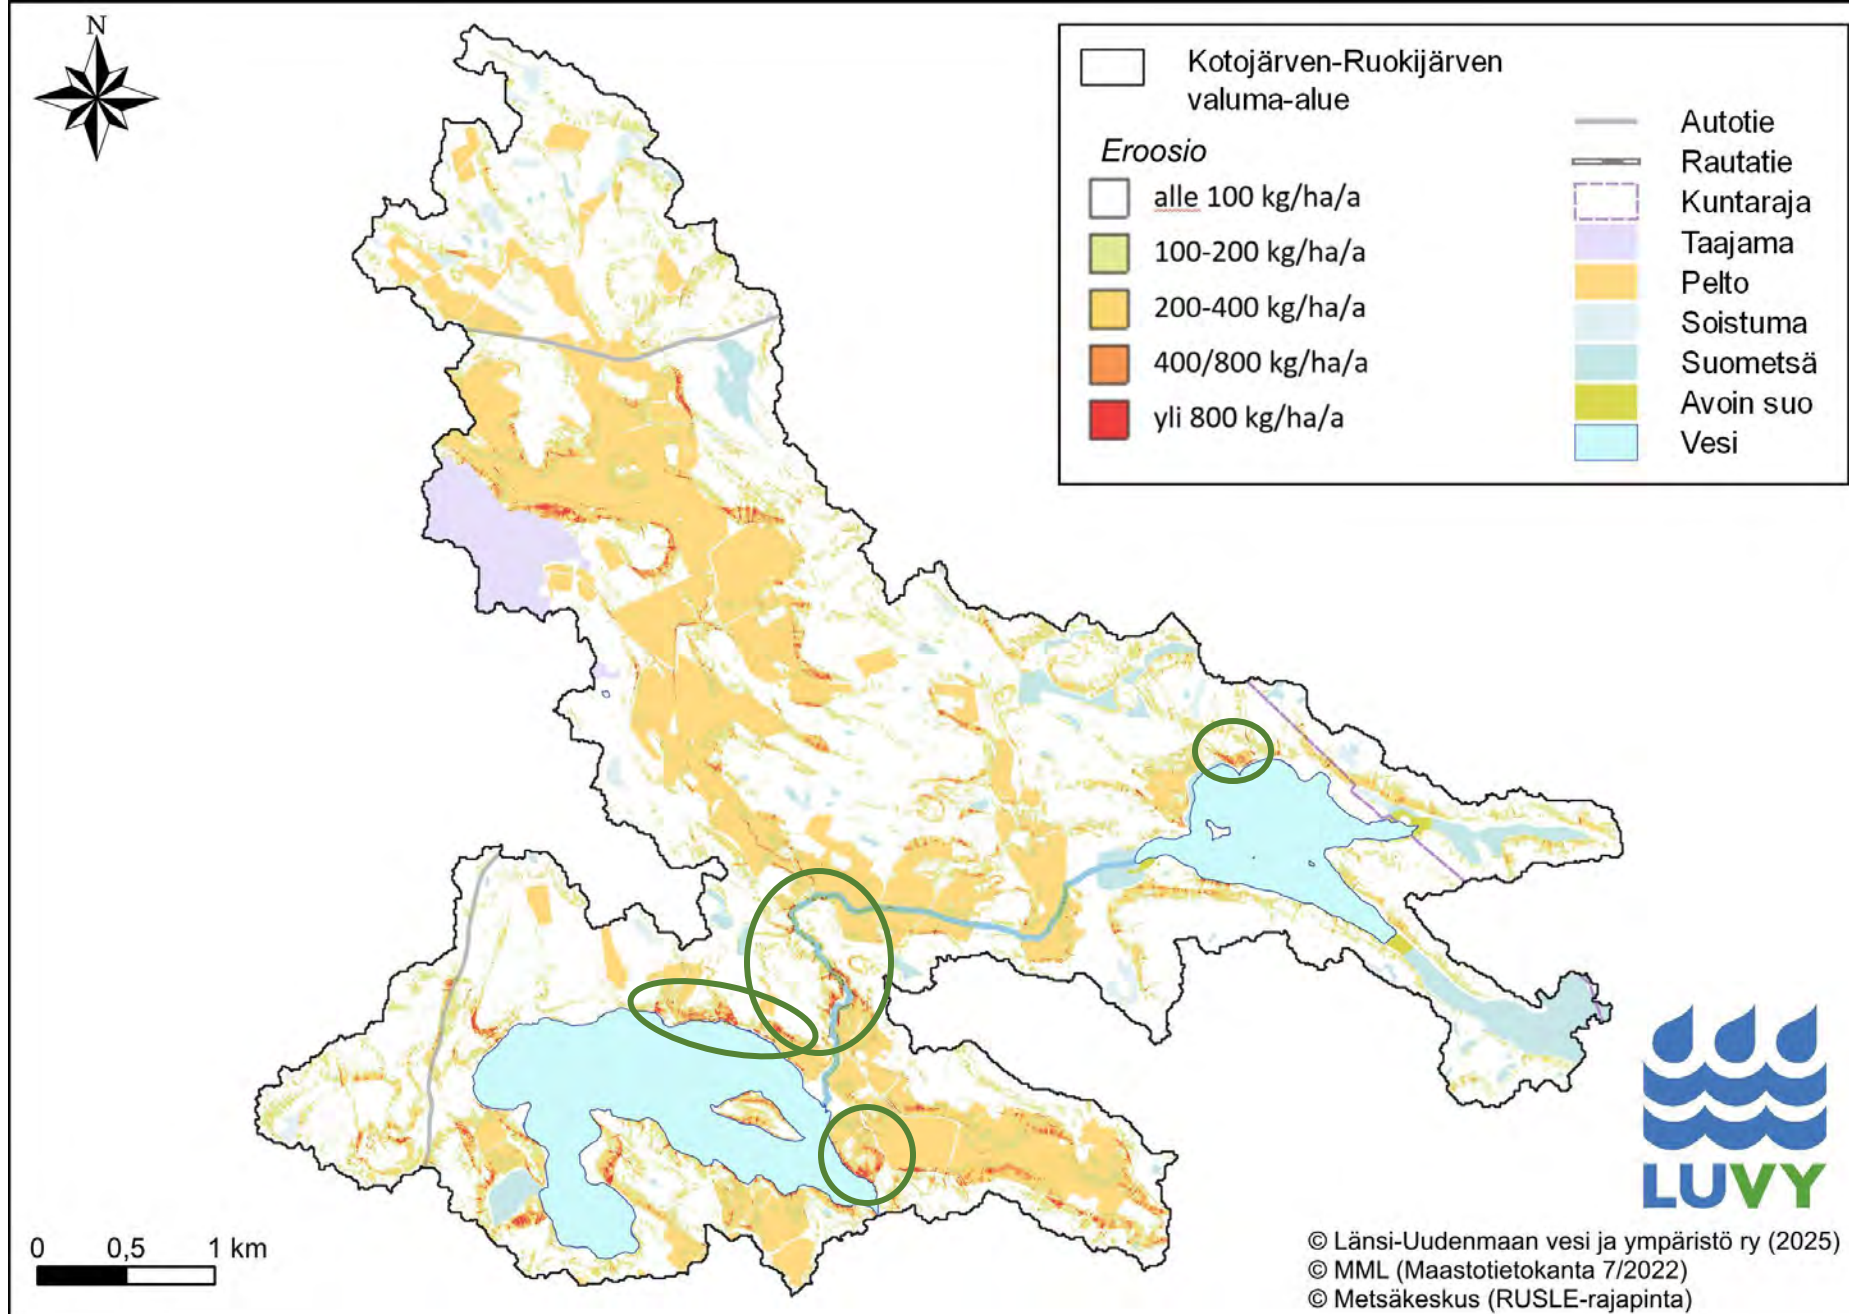 N
Kotojärven-Ruokijärven
valuma-alue
Eroosio
alle 100 kg/ha/a
100-200 kg/ha/a
200-400 kg/ha/a
400/800 kg/ha/a
yli 800 kg/ha/a
Autotie
Rautatie
Kuntaraja
Taajama
Pelto
Soistuma
Suometsä
Avoin suo
Vesi
LUVY
0 0,5 1 km
© Länsi-Uudenmaan vesi ja ympäristö ry (2025)
© MML (Maastotietokanta 7/2022)
© Metsäkeskus (RUSLE-rajapinta)